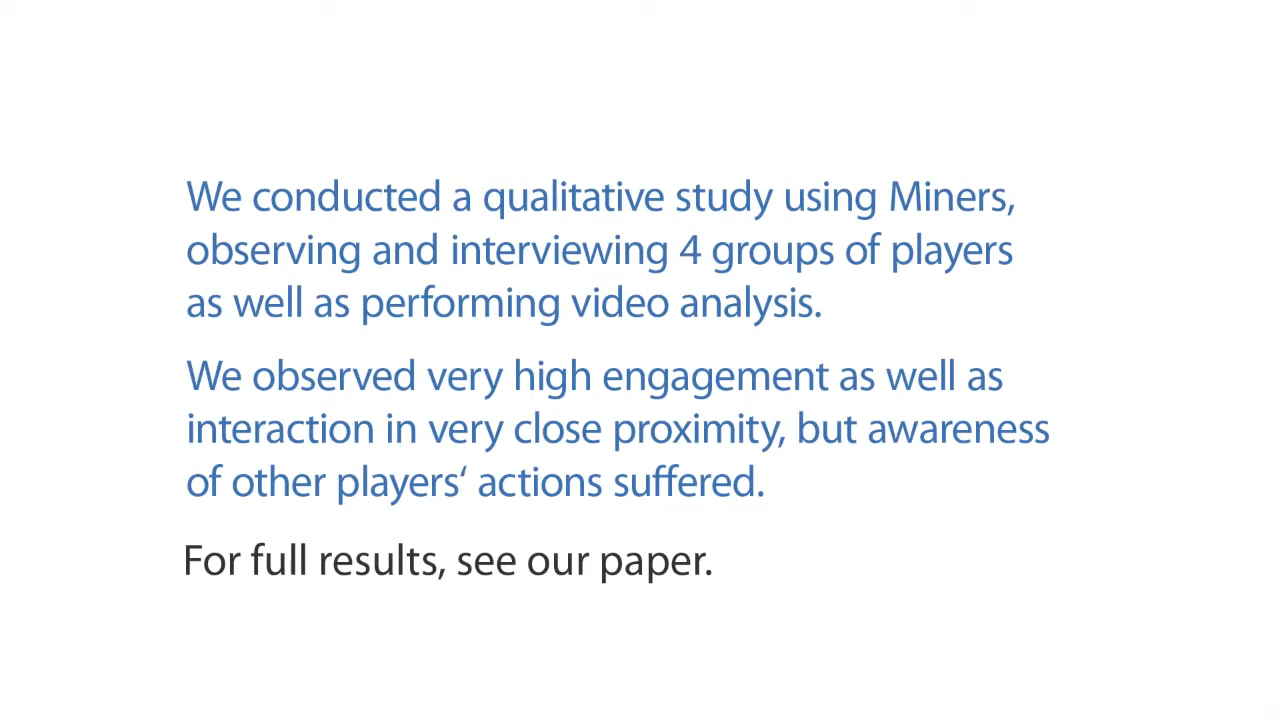 We conducted a qualitative study using Miners,
observing and interviewing 4 groups of players
as well as performing video analysis.
We observed very high engagement as well as
interaction in very close proximity, but awareness
of other players‘ actions suffered.
For full results, see our paper.